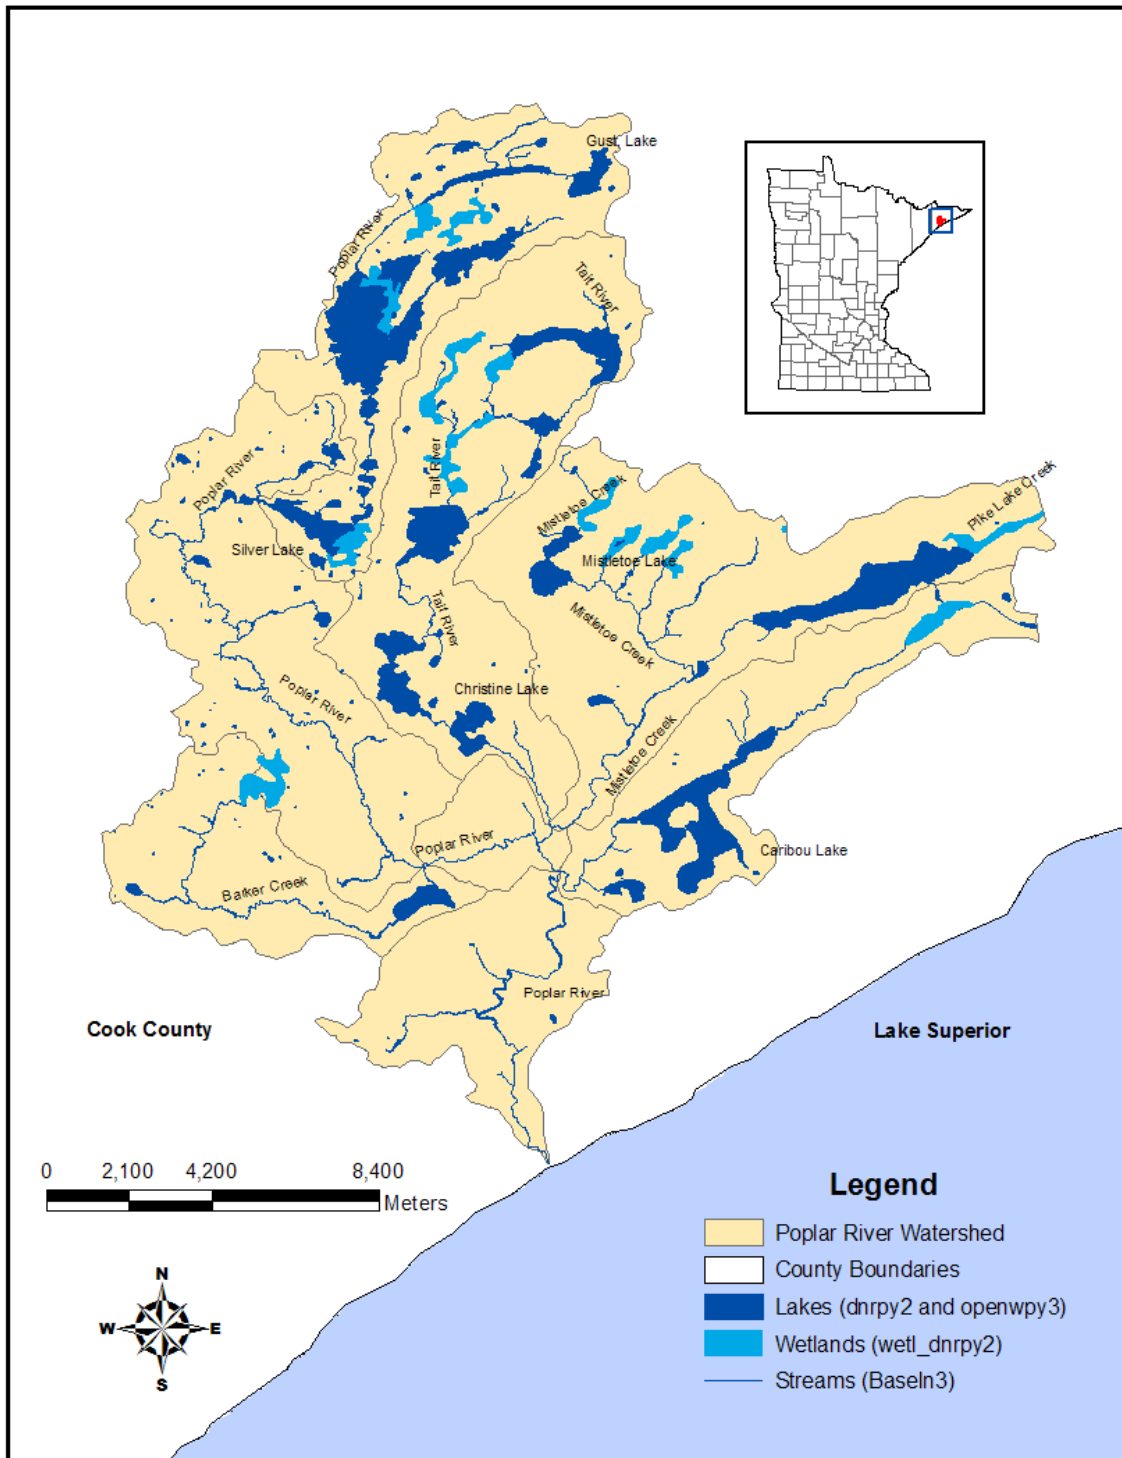 Gust Lake
Poplar River
Tait River
Tait River
Poplar River
Silver Lake
Mistletoe Creek
Mistletoe Lake
Pike Lake Creek
Tait River
Mistletoe Creek
Christine Lake
Poplar River
Mistletoe Creek
Poplar River
Caribou Lake
Barker Creek
Poplar River
Cook County
Lake Superior
0 2,100 4,200 8,400
Meters
N
W E
S
Legend
Poplar River Watershed
County Boundaries
Lakes (dnrpy2 and openwpy3)
Wetlands (wetl_dnrpy2)
Streams (Baseln3)